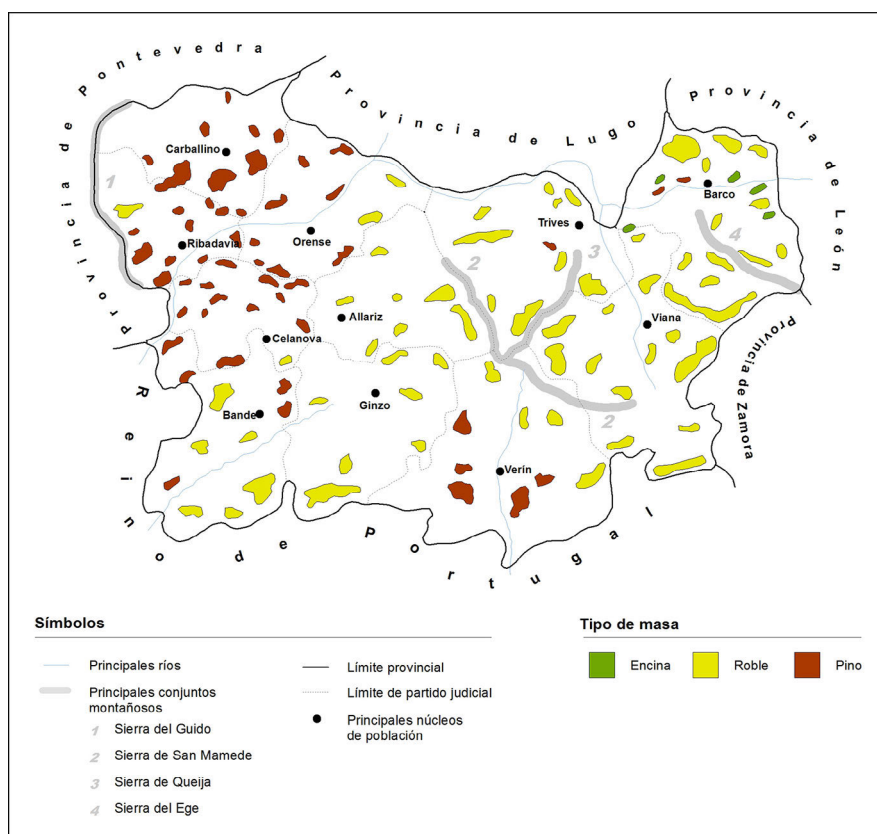 Provincia de Pontevedra
Provincia de Lugo
Provincia de León
Provincia de Zamora
Reino de Portugal
Carballino
Barco
1
Trives
4
Ribadavia
Orense
3
2
Allariz
Viana
Celanova
Ginzo
Bande
2
Verín
Símbolos
Principales ríos
Principales conjuntos
montañosos
1 Sierra del Guido
2 Sierra de San Mamede
3 Sierra de Queija
4 Sierra del Ege
Límite provincial
Límite de partido judicial
Principales núcleos
de población
Tipo de masa
Encina
Roble
Pino